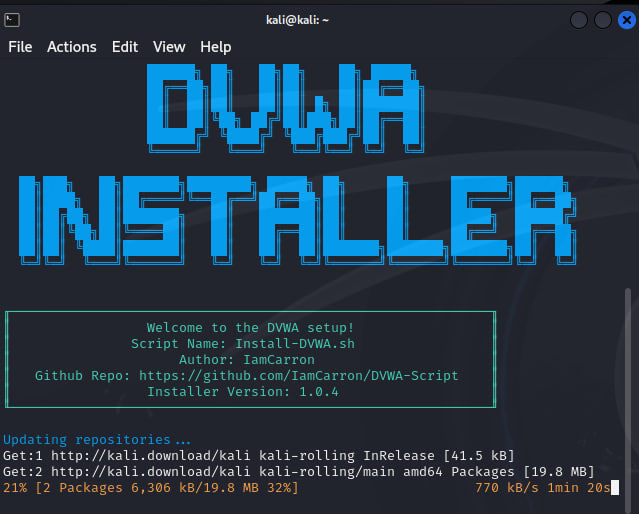 kali@kali: ~
File Actions Edit View Help
DVWA
INSTALLER
Welcome to the DVWA setup!
Script Name: Install-DVWA.sh
Author: IamCarron
Github Repo: https://github.com/IamCarron/DVWA-Script
Installer Version: 1.0.4
Updating repositories...
Get:1 http://kali.download/kali kali-rolling InRelease [41.5 kB]
Get:2 http://kali.download/kali kali-rolling/main amd64 Packages [19.8 MB]
21% [2 Packages 6,306 kB/19.8 MB 32%] 770 kB/s 1min 20s